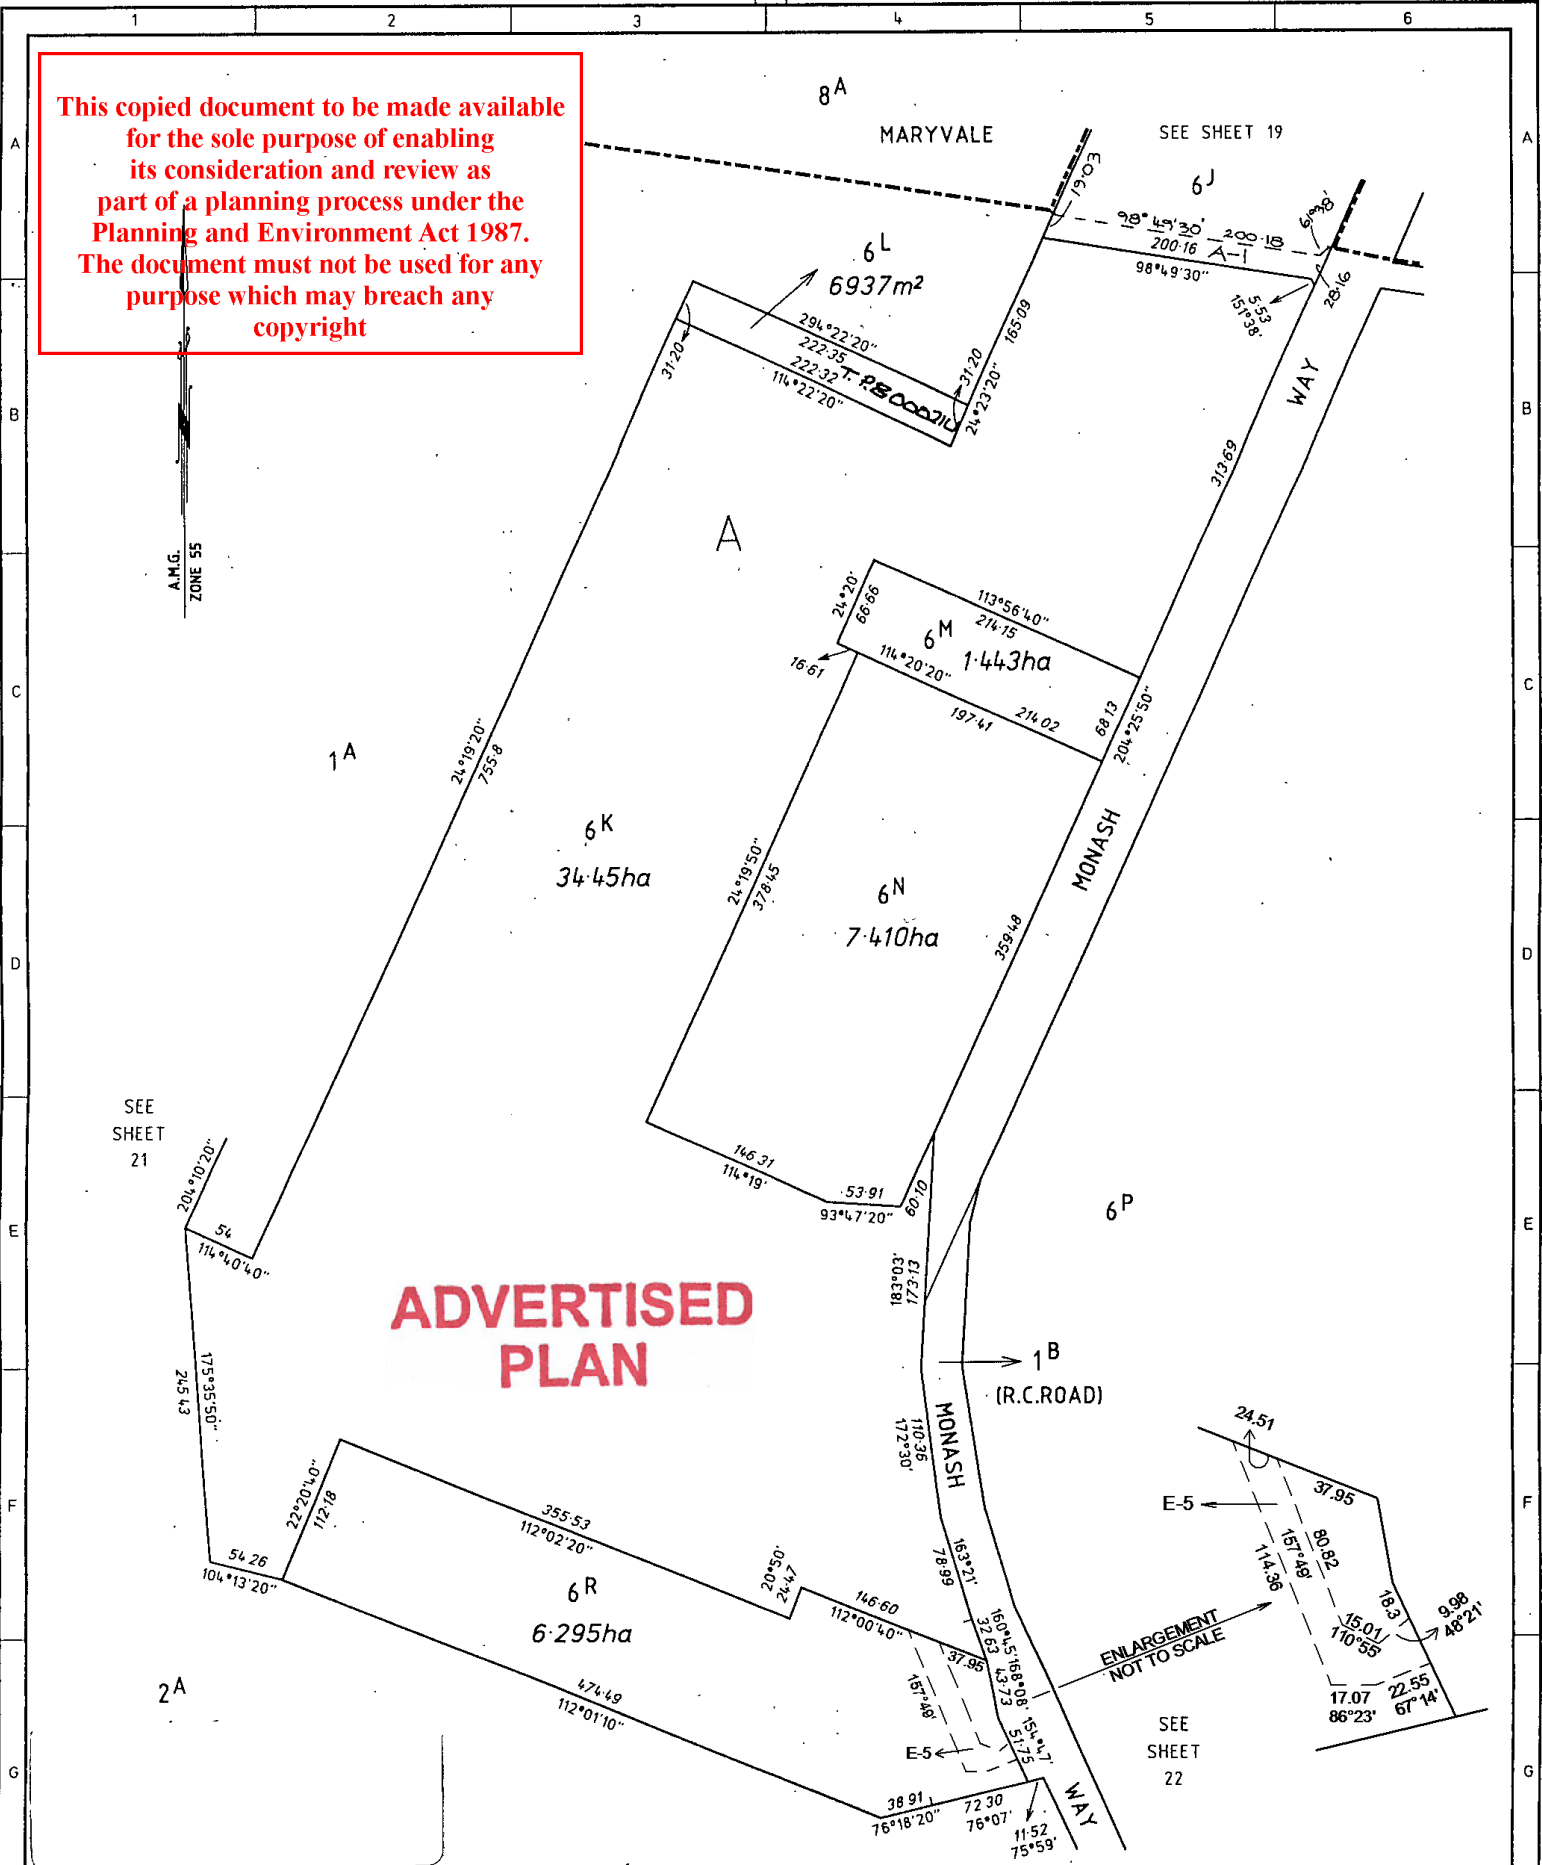 1 2 3 4 5 6
A
B
C
D
E
F
G
A
B
C
D
E
F
G
This copied document to be made available
for the sole purpose of enabling
its consideration and review as
part of a planning process under the
Planning and Environment Act 1987.
The document must not be used for any
purpose which may breach any
copyright
A.M.G.
ZONE 55
8A
MARYVALE
SEE SHEET 19
6J
19·03
98°49'30" 200·18
61°38'
200·16 A-1
98°49'30"
28·16
5·53
151°38'
6L
6937m²
294°22'20"
222·35
222·32
114°22'20"
31·20
31·20
24°23'20" 165·09
WAY
313·69
A
24°20'
66·66
113°56'40"
214·15
6M
1·443ha
114°20'20"
16·61
197·41
214 02
68 13
204°25'50"
1A
24°19'20"
755·8
6K
34·45ha
24°19'50"
378·45
6N
7·410ha
359·48
MONASH
SEE
SHEET
21
204°10'20"
54
114°40'40"
146 31
114°19'
53·91
93°47'20"
60·10
6P
183°03'
173·13
ADVERTISED
PLAN
1B
(R.C.ROAD)
175°35'50"
245 43
110·36
172°30'
MONASH
24.51
37.95
E-5
157°49'
80.82
114.36
18.3
9.98
48°21'
15.01
110°55'
17.07
86°23'
22.55
67°14'
ENLARGEMENT
NOT TO SCALE
22°20'40"
112·18
355·53
112°02'20"
54 26
104°13'20"
6R
6·295ha
20°50'
24·47
146·60
112°00'40"
37.95
163°21'
78·99
160°45'
32 63
168°08'
43·73
154°47'
51·75
157°49'
E-5
474·49
112°01'10"
2A
SEE
SHEET
22
38 91
76°18'20"
72 30
76°07'
11·52
75°59'
WAY